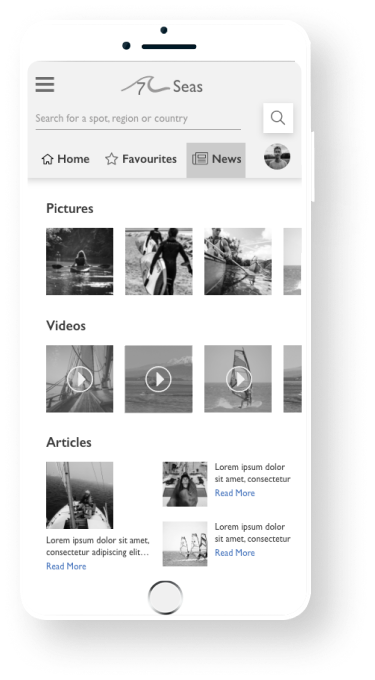 Seas
Search for a spot, region or country
Home
Favourites
News
Pictures
Videos
Articles
Lorem ipsum dolor
sit amet, consectetur
Read More
Lorem ipsum dolor
sit amet, consectetur
Read More
Lorem ipsum dolor sit amet,
consectetur adipiscing elit...
Read More